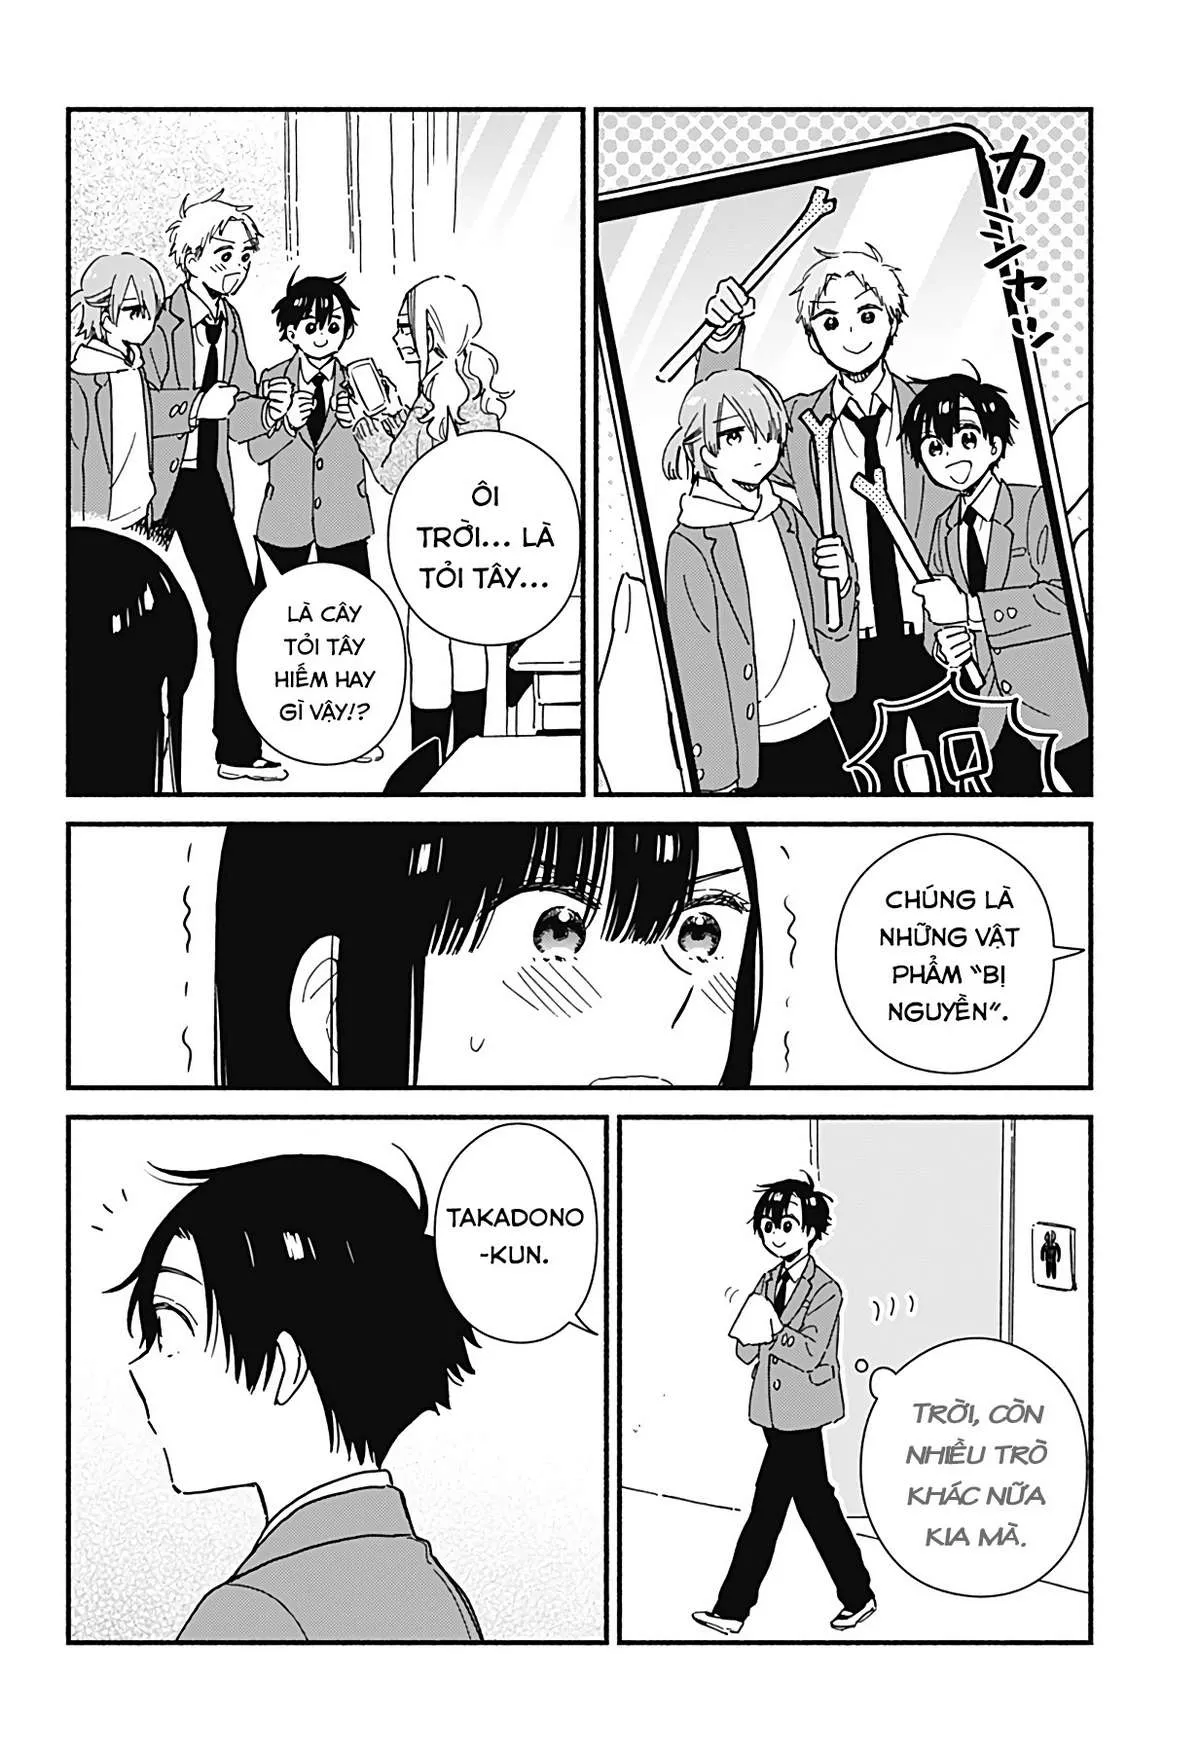 カシャッ
呪
ÔI
TRỜI... LÀ
TỎI TÂY...
LÀ CÂY
TỎI TÂY
HIẾM HAY
GÌ VẬY!?
CHÚNG LÀ
NHỮNG VẬT
PHẨM “BỊ
NGUYỀN”.
TRỜI, CÒN
NHIỀU TRÒ
KHÁC NỮA
KIA MÀ.
TAKADONO
-KUN.